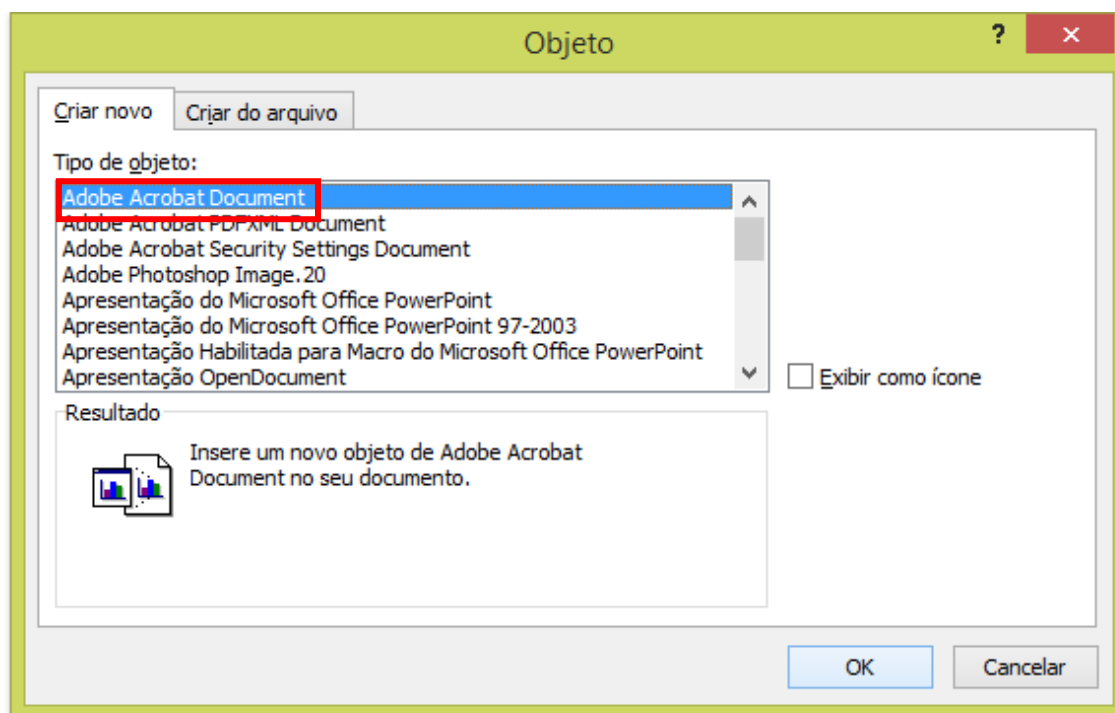 Objeto
?
×
Criar novo
Criar do arquivo
Tipo de objeto:
Adobe Acrobat Document
Adobe Acrobat PDFXML Document
Adobe Acrobat Security Settings Document
Adobe Photoshop Image.20
Apresentação do Microsoft Office PowerPoint
Apresentação do Microsoft Office PowerPoint 97-2003
Apresentação Habilitada para Macro do Microsoft Office PowerPoint
Apresentação OpenDocument
Exibir como ícone
Resultado
Insere um novo objeto de Adobe Acrobat
Document no seu documento.
OK
Cancelar